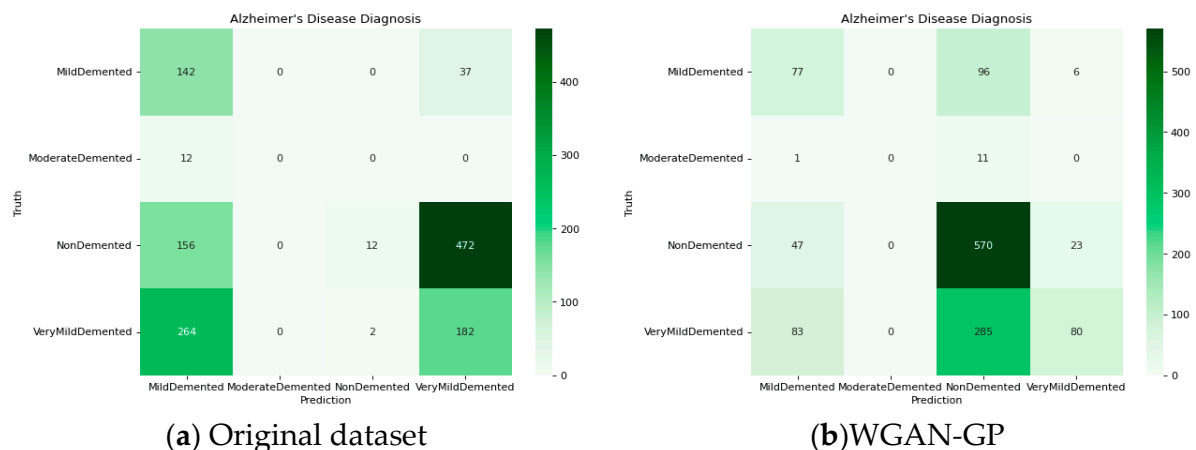 Alzheimer's Disease Diagnosis
MildDemented 142 0 0 37
ModerateDemented 12 0 0 0
NonDemented 156 0 12 472
VeryMildDemented 264 0 2 182
Truth
MildDemented ModerateDemented NonDemented VeryMildDemented
Prediction
400
300
200
100
0
(a) Original dataset
Alzheimer's Disease Diagnosis
MildDemented 77 0 96 6
ModerateDemented 1 0 11 0
NonDemented 47 0 570 23
VeryMildDemented 83 0 285 80
Truth
MildDemented ModerateDemented NonDemented VeryMildDemented
Prediction
500
400
300
200
100
0
(b)WGAN-GP